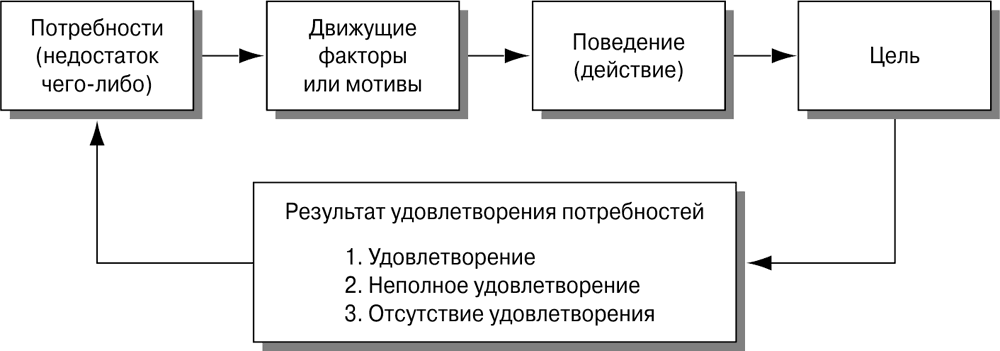 Потребности
(недостаток
чего-либо)
Движущие
факторы
или мотивы
Поведение
(действие)
Цель
Результат удовлетворения потребностей
1. Удовлетворение
2. Неполное удовлетворение
3. Отсутствие удовлетворения